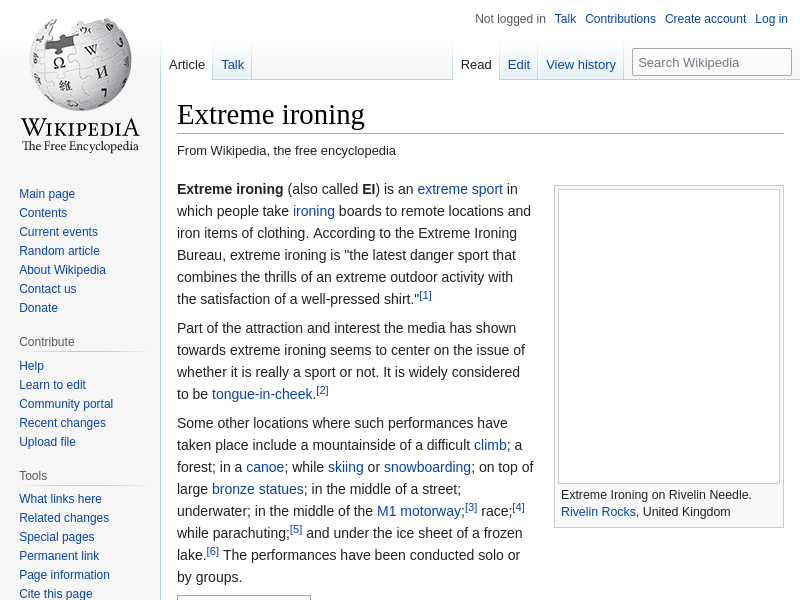 Not logged in Talk Contributions Create account Log in
Article Talk Read Edit View history Search Wikipedia
WIKIPEDIA
The Free Encyclopedia
Main page
Contents
Current events
Random article
About Wikipedia
Contact us
Donate
Contribute
Help
Learn to edit
Community portal
Recent changes
Upload file
Tools
What links here
Related changes
Special pages
Permanent link
Page information
Cite this page
Extreme ironing
From Wikipedia, the free encyclopedia
Extreme ironing (also called EI) is an extreme sport in
which people take ironing boards to remote locations and
iron items of clothing. According to the Extreme Ironing
Bureau, extreme ironing is "the latest danger sport that
combines the thrills of an extreme outdoor activity with
the satisfaction of a well-pressed shirt."[1]
Part of the attraction and interest the media has shown
towards extreme ironing seems to center on the issue of
whether it is really a sport or not. It is widely considered
to be tongue-in-cheek.[2]
Some other locations where such performances have
taken place include a mountainside of a difficult climb; a
forest; in a canoe; while skiing or snowboarding; on top of
large bronze statues; in the middle of a street;
underwater; in the middle of the M1 motorway;[3] race;[4]
while parachuting;[5] and under the ice sheet of a frozen
lake.[6] The performances have been conducted solo or
by groups.
Extreme Ironing on Rivelin Needle.
Rivelin Rocks, United Kingdom